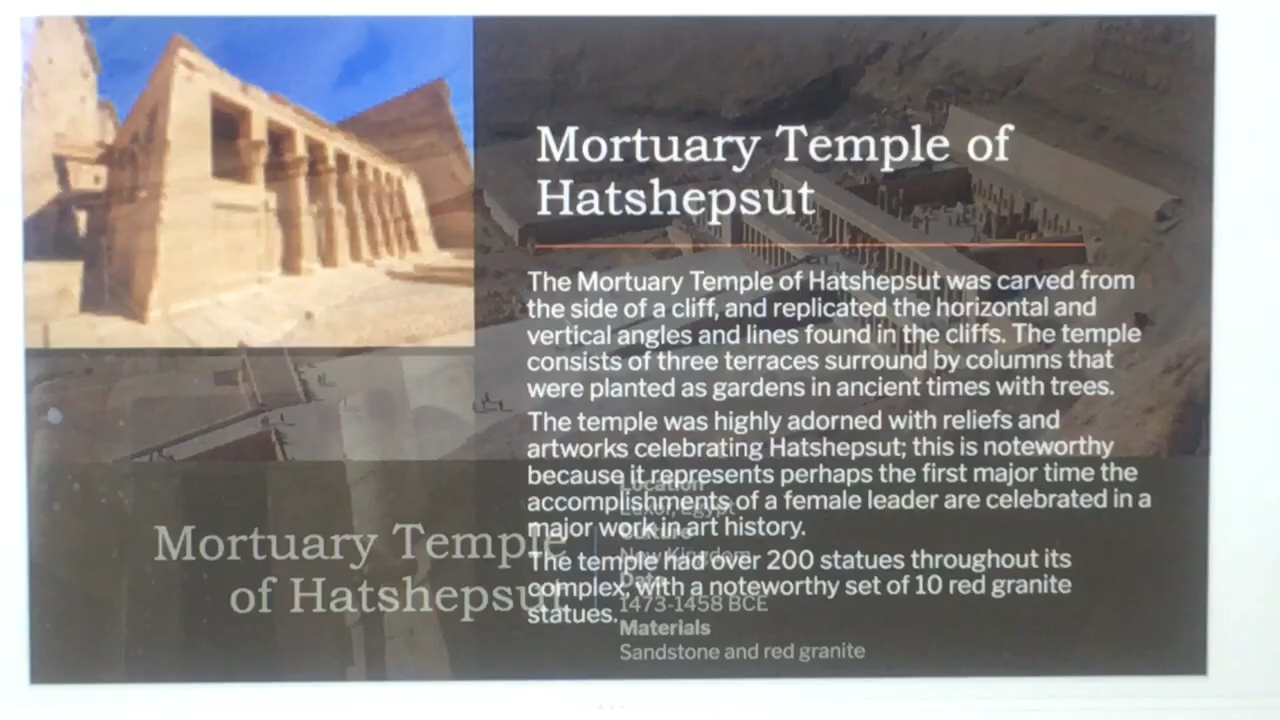 Mortuary Temple of
Hatshepsut
The Mortuary Temple of Hatshepsut was carved from
the side of a cliff, and replicated the horizontal and
vertical angles and lines found in the cliffs. The temple
consists of three terraces surround by columns that
were planted as gardens in ancient times with trees.
The temple was highly adorned with reliefs and
artworks celebrating Hatshepsut; this is noteworthy
because it represents perhaps the first major time the
accomplishments of a female leader are celebrated in a
major work in art history.
The temple had over 200 statues throughout its
complex, with a noteworthy set of 10 red granite
statues.
Mortuary Temple
of Hatshepsut
Location
Luxor, Egypt
Culture
New Kingdom
Date
1473-1458 BCE
Materials
Sandstone and red granite